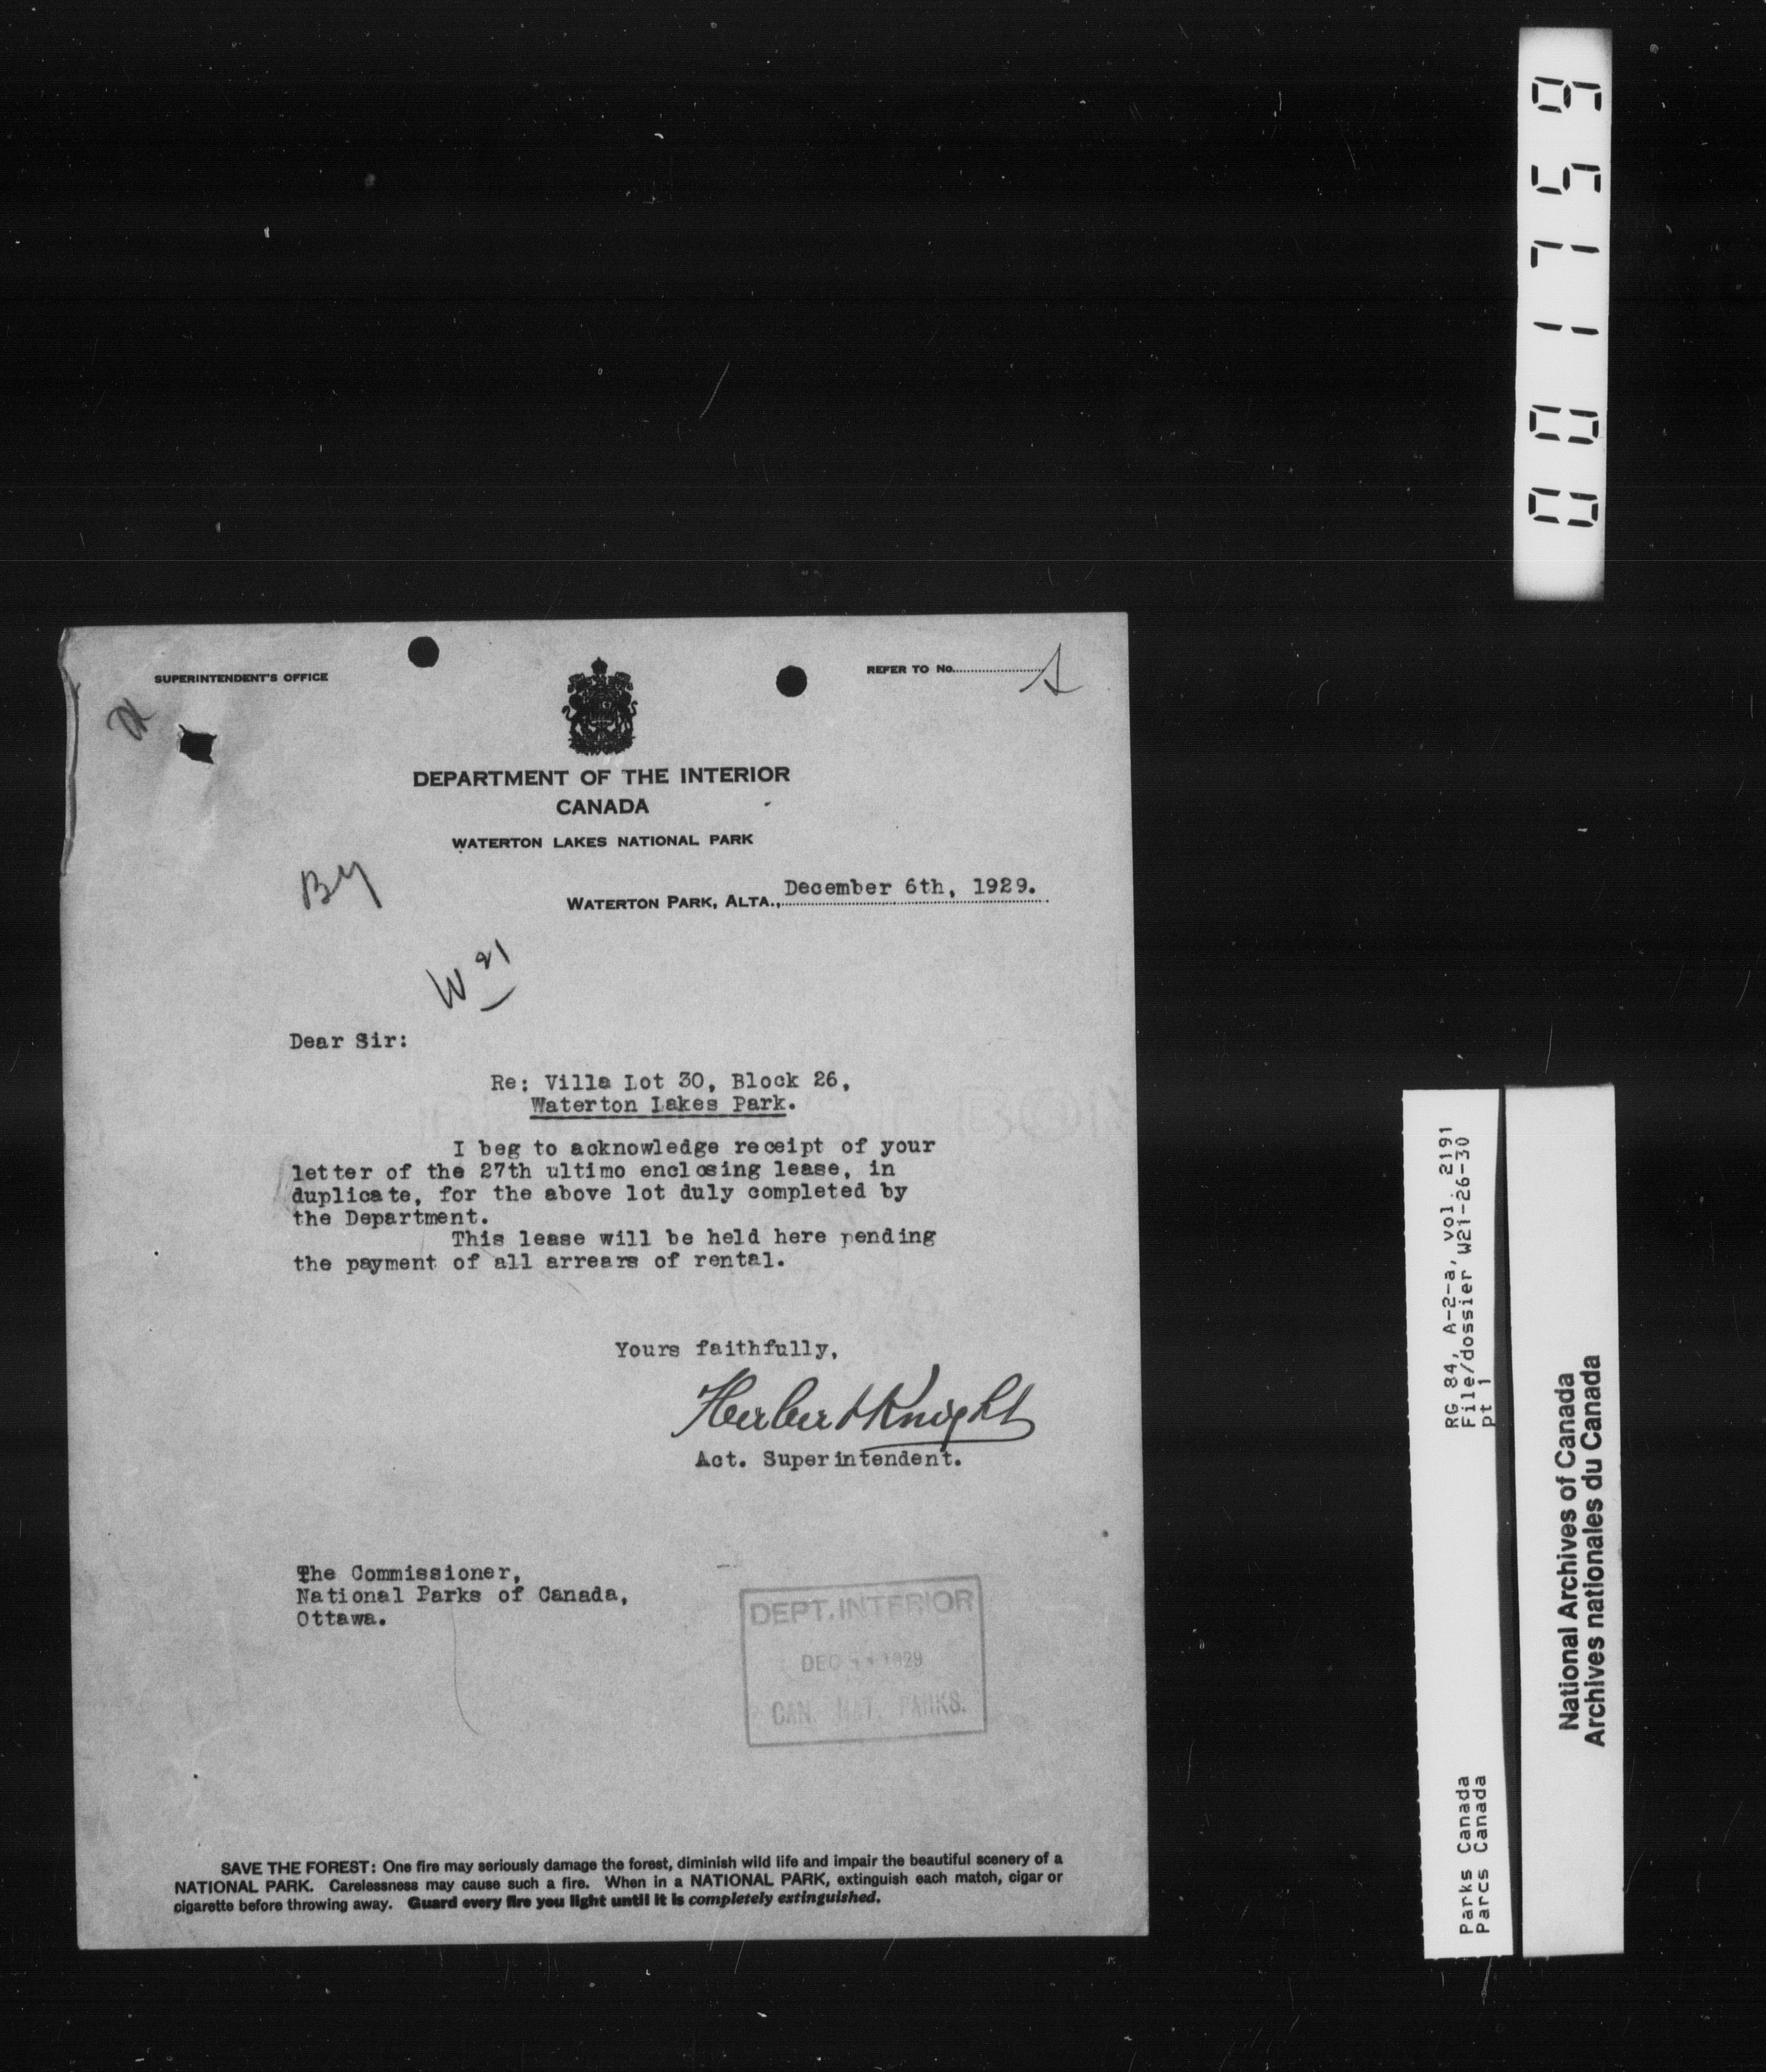 SUPERINTENDENT'S OFFICE
REFER TO No.
DEPARTMENT OF THE INTERIOR
CANADA
WATERTON LAKES NATIONAL PARK
By
WATERTON PARK, ALTA., December 6th, 1929.
W 21
Dear Sir:
Re: Villa Lot 30, Block 26,
Waterton Lakes Park.
I beg to acknowledge receipt of your
letter of the 27th ultimo enclosing lease, in
duplicate, for the above lot duly completed by
the Department.
This lease will be held here pending
the payment of all arrears of rental.
Yours faithfully,
Herbert Knight
Act. Superintendent.
The Commissioner,
National Parks of Canada,
Ottawa.
DEPT. INTERIOR
DEC 1929
CAN. NAT. PARKS.
SAVE THE FOREST: One fire may seriously damage the forest, diminish wild life and impair the beautiful scenery of a
NATIONAL PARK. Carelessness may cause such a fire. When in a NATIONAL PARK, extinguish each match, cigar or
cigarette before throwing away. Guard every fire you light until it is completely extinguished.
001759
RG 84, A-2-a, vol. 2191
File/dossier W21-26-30
pt 1
Parks Canada
Parcs Canada
National Archives of Canada
Archives nationales du Canada